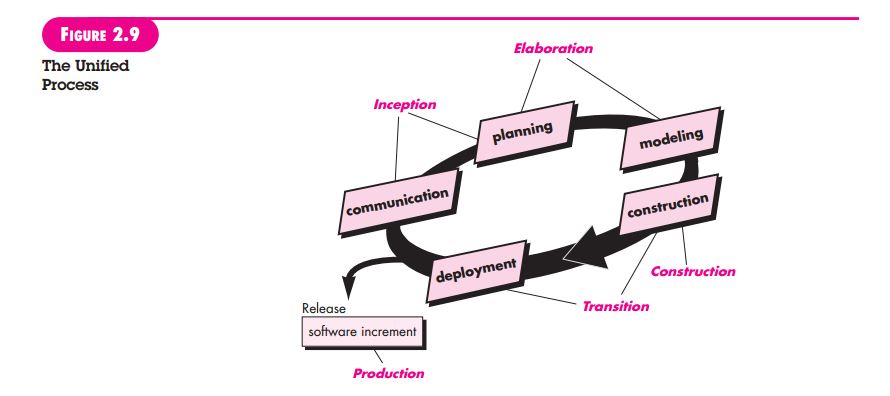 FIGURE 2.9
The Unified
Process
Elaboration
Inception
planning
modeling
communication
construction
deployment
Construction
Transition
Release
software increment
Production